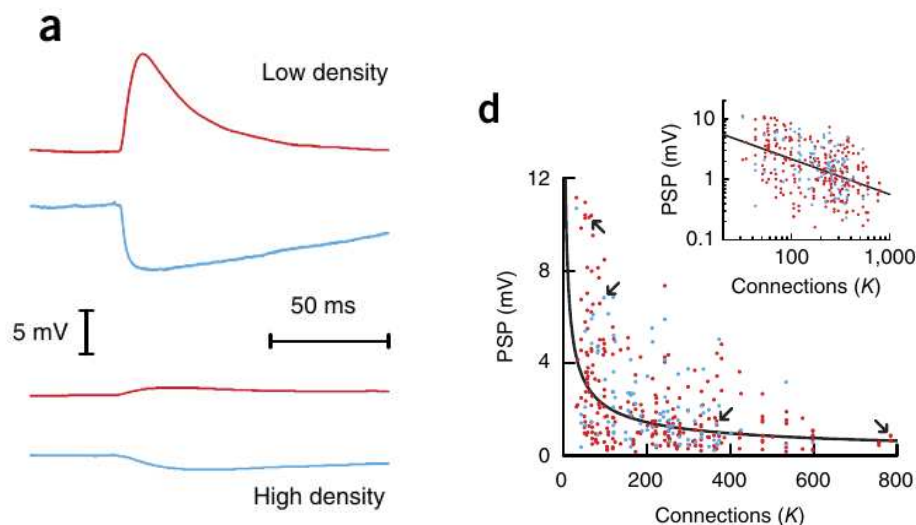 a
Low density
50 ms
5 mV
High density
d
10
1
0.1
PSP (mV)
100
1,000
Connections (K)
12
8
4
0
PSP (mV)
0
200
400
600
800
Connections (K)